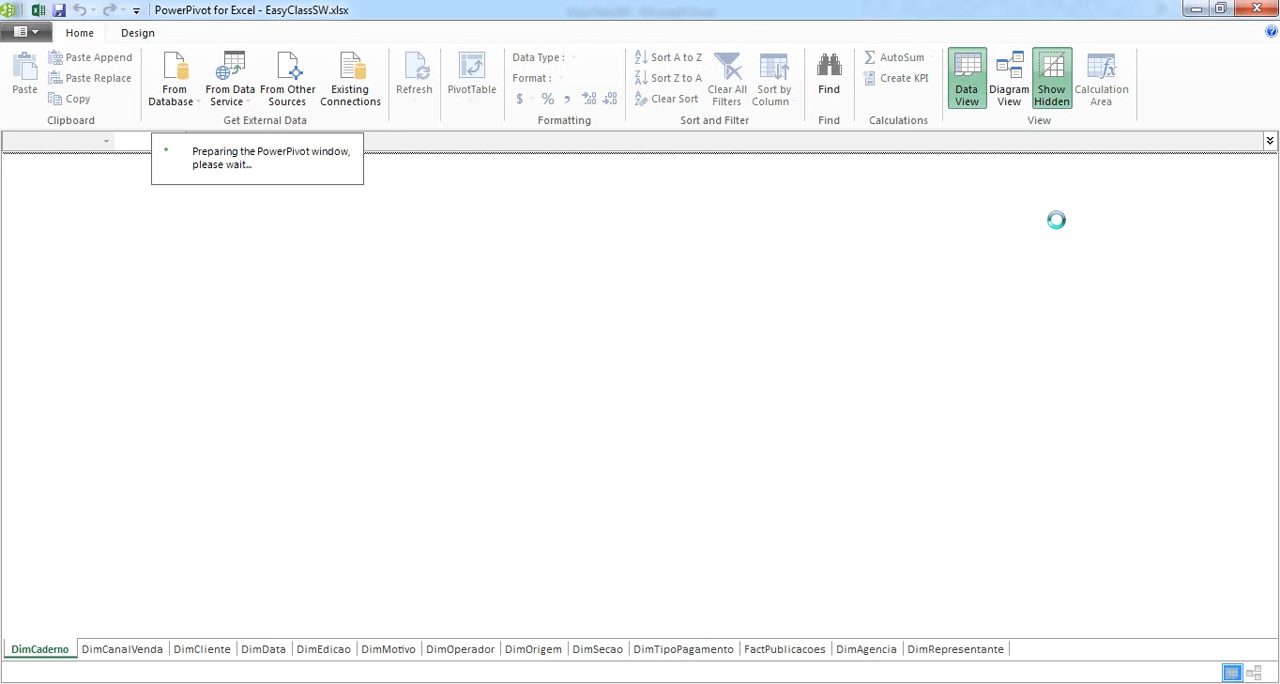 PowerPivot for Excel - EasyClassSW.xlsx
Home Design
Paste
Paste Append
Paste Replace
Copy
Clipboard
From Database
From Data Service
From Other Sources
Existing Connections
Get External Data
Refresh
PivotTable
Data Type :
Format :
$ % ,
Formatting
Sort A to Z
Sort Z to A
Clear Sort
Clear All Filters
Sort by Column
Sort and Filter
Find
Find
AutoSum
Create KPI
Calculations
Data View
Diagram View
Show Hidden
Calculation Area
View
Preparing the PowerPivot window,
please wait...
DimCaderno DimCanalVenda DimCliente DimData DimEdicao DimMotivo DimOperador DimOrigem DimSecao DimTipoPagamento FactPublicacoes DimAgencia DimRepresentante